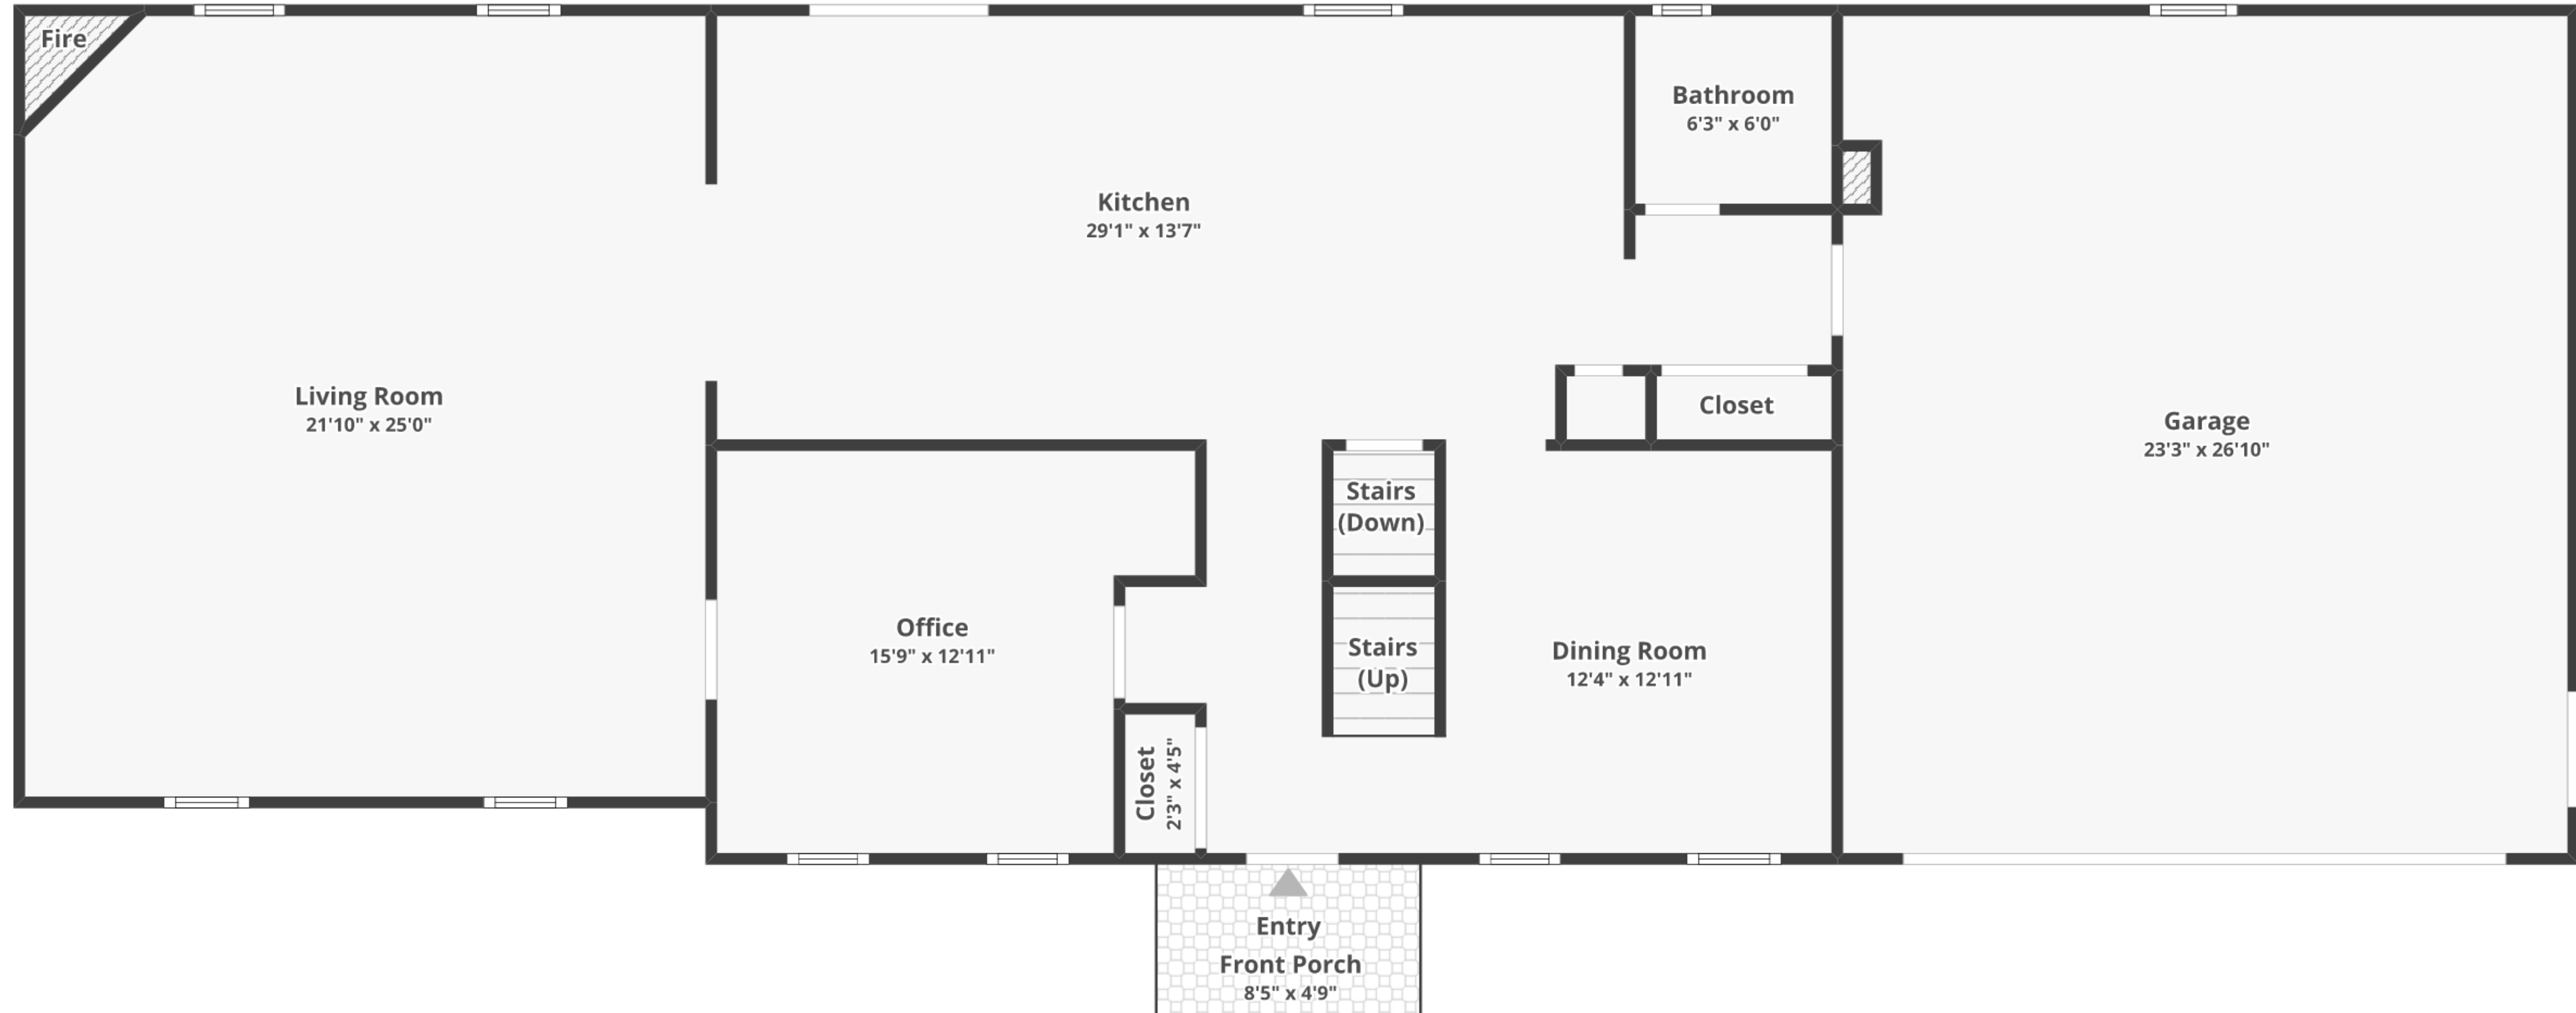 Fire
Bathroom
6'3" x 6'0"
Kitchen
29'1" x 13'7"
Living Room
21'10" x 25'0"
Closet
Garage
23'3" x 26'10"
Stairs
(Down)
Office
15'9" x 12'11"
Stairs
(Up)
Dining Room
12'4" x 12'11"
Closet
2'3" x 4'5"
Entry
Front Porch
8'5" x 4'9"